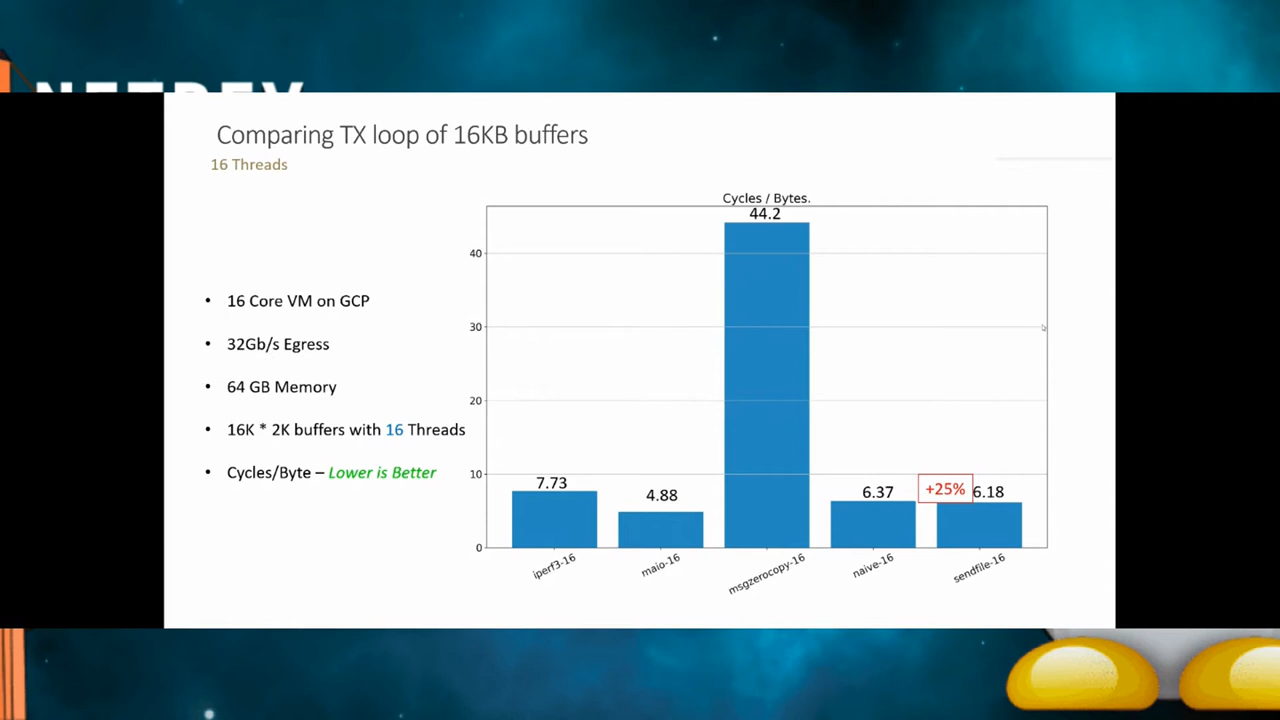 Comparing TX loop of 16KB buffers
16 Threads
• 16 Core VM on GCP
• 32Gb/s Egress
• 64 GB Memory
• 16K * 2K buffers with 16 Threads
• Cycles/Byte – Lower is Better
Cycles / Bytes.
44.2
40
30
20
10
0
7.73
4.88
6.37
+25%
6.18
iperf3-16
maio-16
msgzerocopy-16
naive-16
sendfile-16